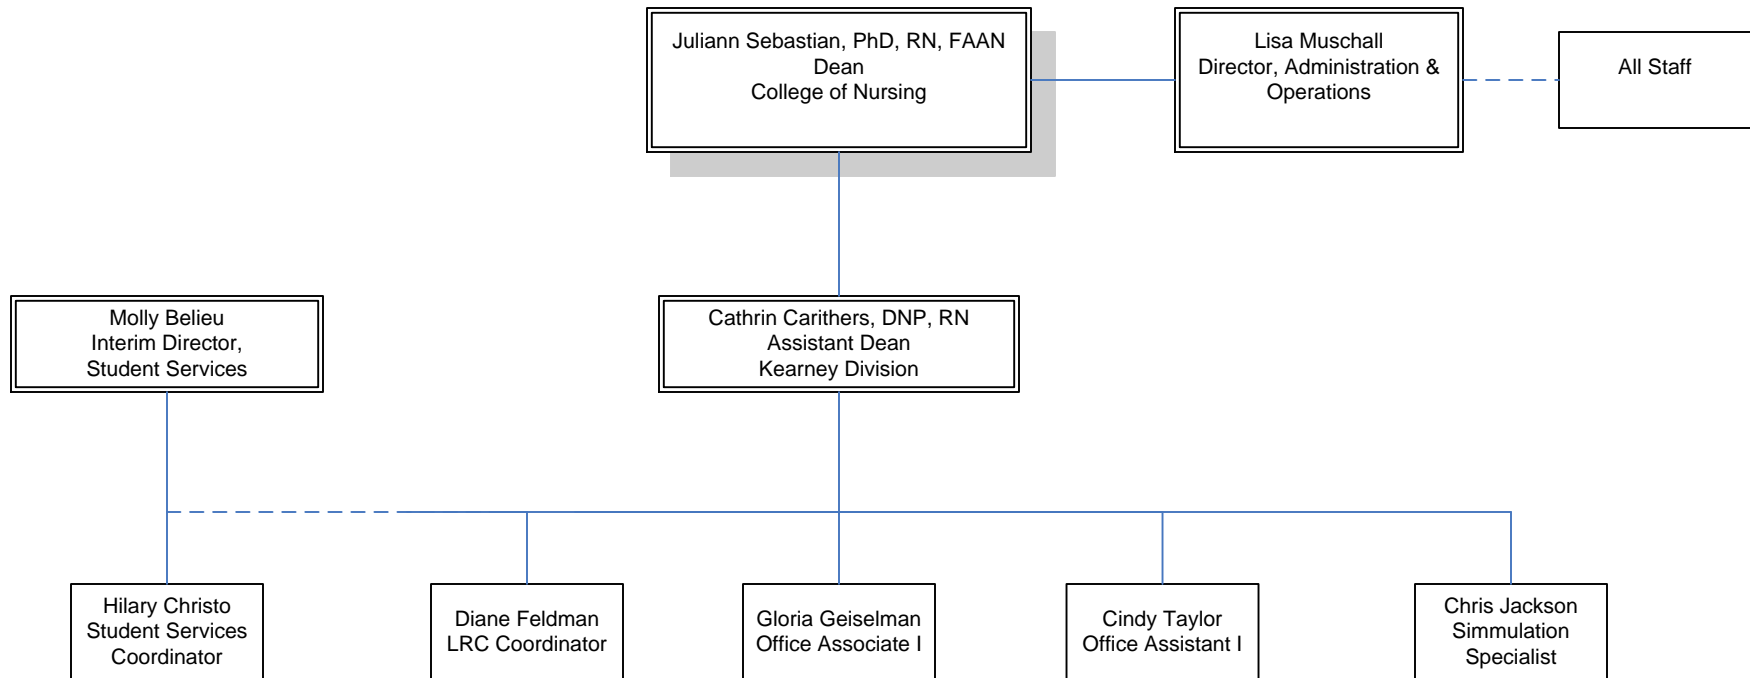 Juliann Sebastian, PhD, RN, FAAN
Dean
College of Nursing
Lisa Muschall
Director, Administration &
Operations
All Staff
Molly Belieu
Interim Director,
Student Services
Cathrin Carithers, DNP, RN
Assistant Dean
Kearney Division
Hilary Christo
Student Services
Coordinator
Diane Feldman
LRC Coordinator
Gloria Geiselman
Office Associate I
Cindy Taylor
Office Assistant I
Chris Jackson
Simmulation
Specialist